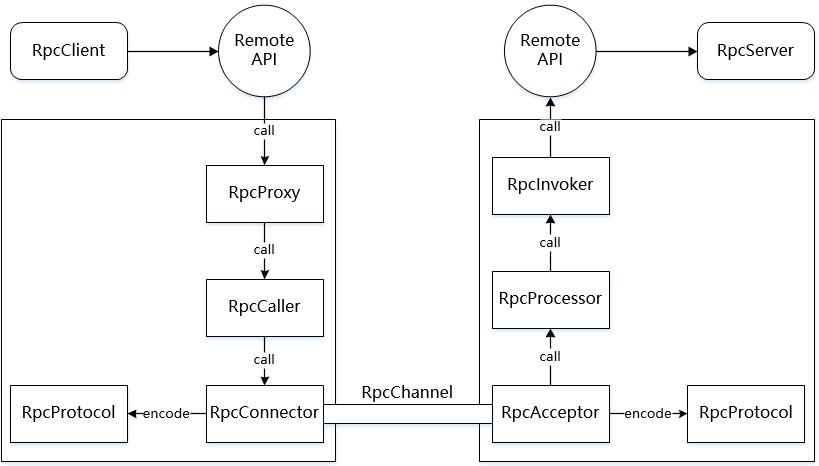 RpcClient
Remote
API
Remote
API
RpcServer
call
call
RpcProxy
RpcInvoker
call
call
RpcCaller
RpcProcessor
call
call
RpcChannel
RpcProtocol
encode
RpcConnector
RpcAcceptor
encode
RpcProtocol